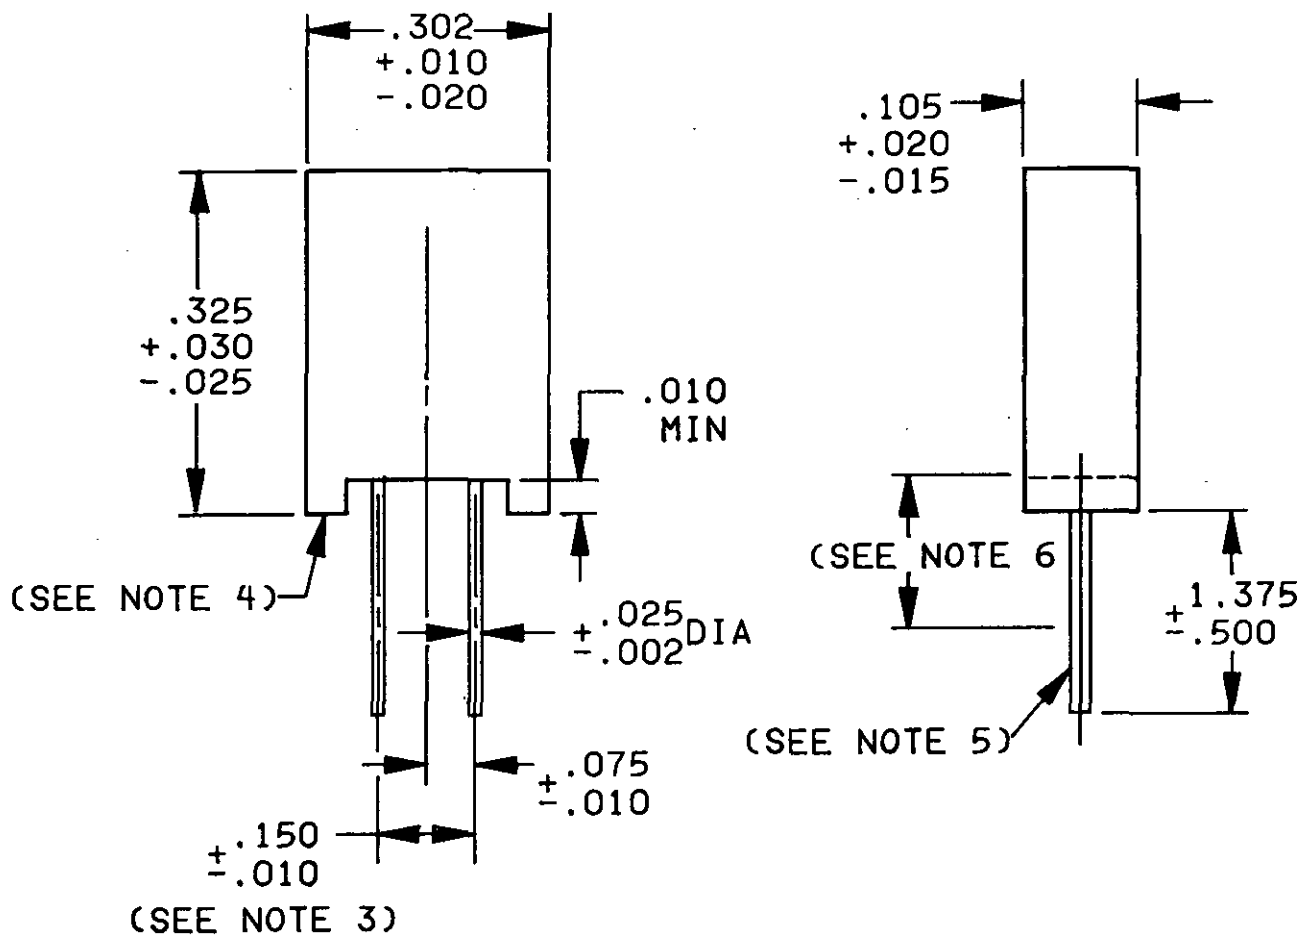 .302
+.010
-.020
.105
+.020
-.015
.325
+.030
-.025
.010
MIN
(SEE NOTE 4)
.025 DIA
±.002
(SEE NOTE 6
1.375
±.500
(SEE NOTE 5)
.075
±.010
.150
±.010
(SEE NOTE 3)